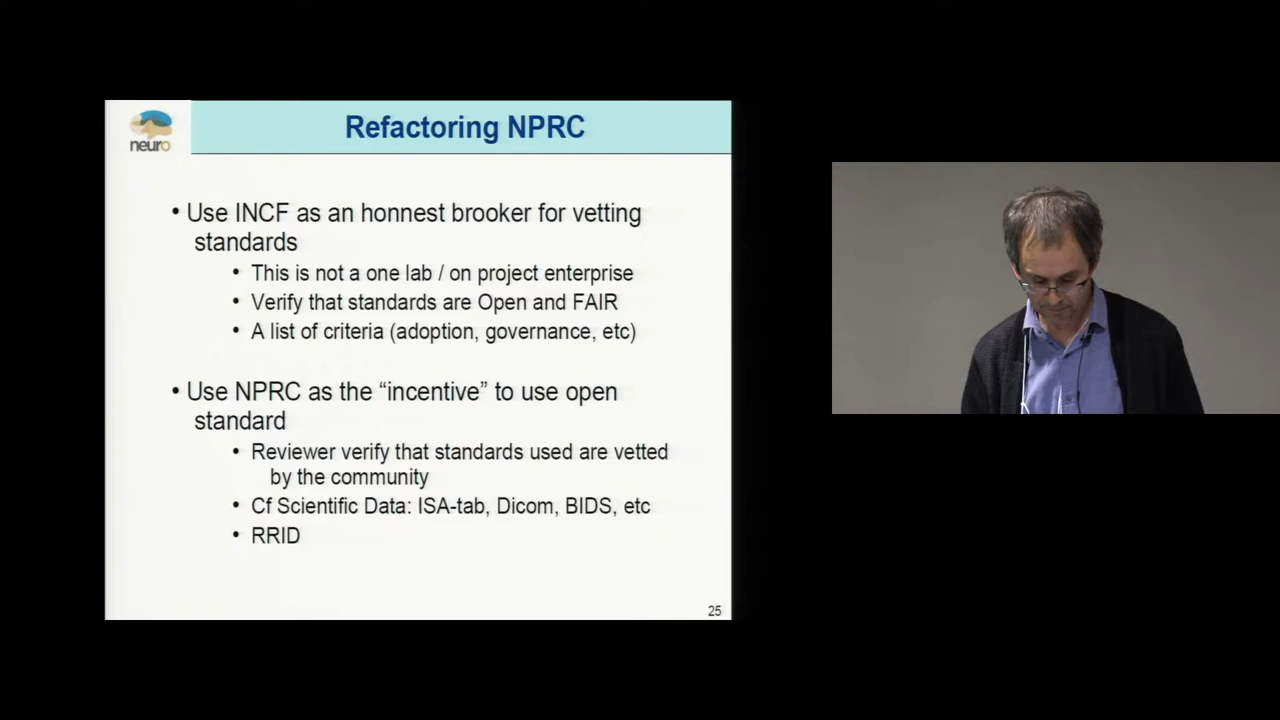 neuro
Refactoring NPRC
• Use INCF as an honnest brooker for vetting
standards
• This is not a one lab / on project enterprise
• Verify that standards are Open and FAIR
• A list of criteria (adoption, governance, etc)
• Use NPRC as the “incentive” to use open
standard
• Reviewer verify that standards used are vetted
by the community
• Cf Scientific Data: ISA-tab, Dicom, BIDS, etc
• RRID
25